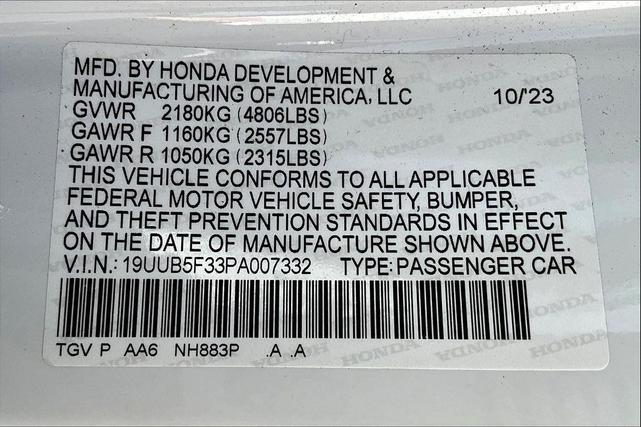 MFD. BY HONDA DEVELOPMENT &
MANUFACTURING OF AMERICA, LLC 10/'23
GVWR 2180KG (4806LBS)
GAWR F 1160KG (2557LBS)
GAWR R 1050KG (2315LBS)
THIS VEHICLE CONFORMS TO ALL APPLICABLE
FEDERAL MOTOR VEHICLE SAFETY, BUMPER,
AND THEFT PREVENTION STANDARDS IN EFFECT
ON THE DATE OF MANUFACTURE SHOWN ABOVE.
V.I.N.: 19UUB5F33PA007332 TYPE: PASSENGER CAR
TGV P AA6 NH883P .A .A